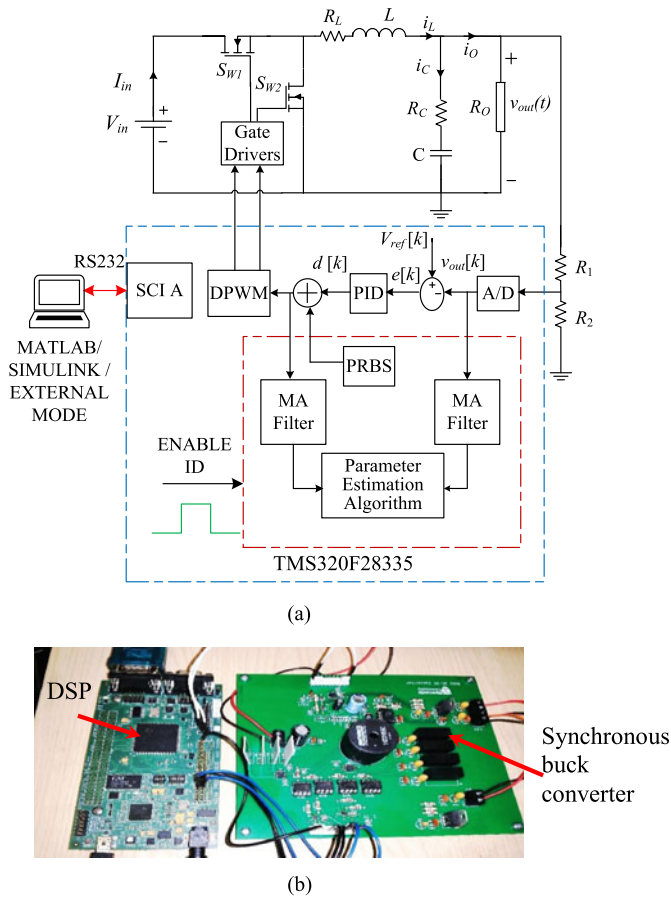 R_L
L
i_L
i_O
S_W1
S_W2
I_in
V_in
+
−
i_C
R_C
C
R_O
v_out(t)
+
−
Gate
Drivers
V_ref[k]
RS232
SCI A
DPWM
d [k]
+
PID
e[k]
+
-
v_out[k]
A/D
R_1
R_2
MATLAB/
SIMULINK /
EXTERNAL
MODE
PRBS
MA
Filter
MA
Filter
ENABLE
ID
Parameter
Estimation
Algorithm
TMS320F28335
(a)
DSP
Synchronous
buck
converter
(b)